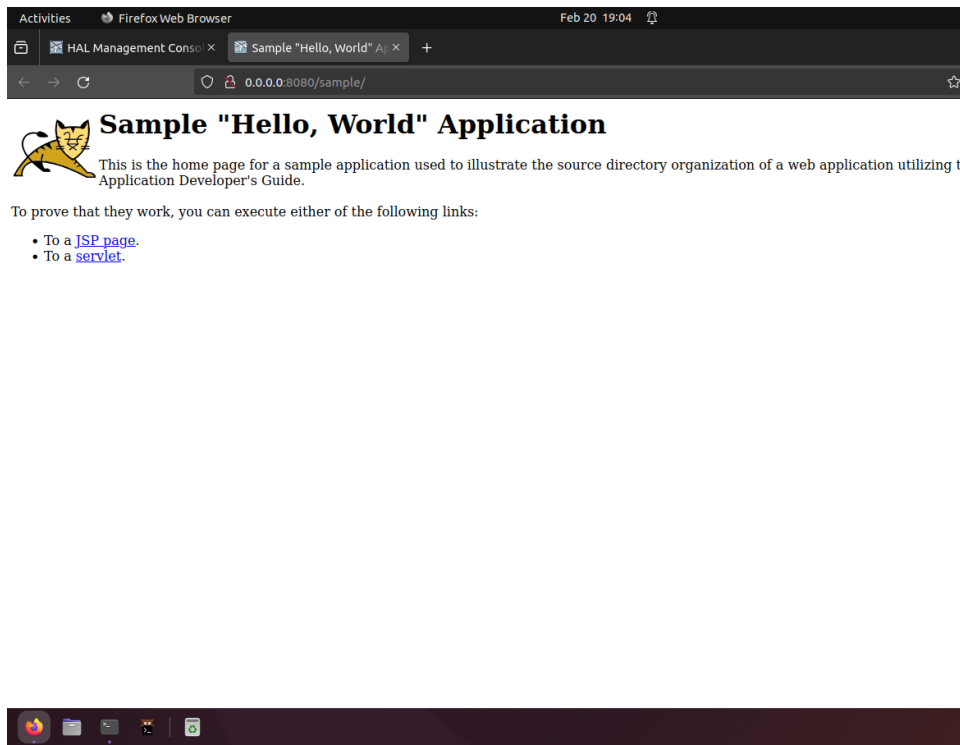 Activities Firefox Web Browser Feb 20 19:04
HAL Management Consol Sample "Hello, World" Ap
0.0.0.0:8080/sample/
Sample "Hello, World" Application
This is the home page for a sample application used to illustrate the source directory organization of a web application utilizing t
Application Developer's Guide.
To prove that they work, you can execute either of the following links:
• To a JSP page.
• To a servlet.